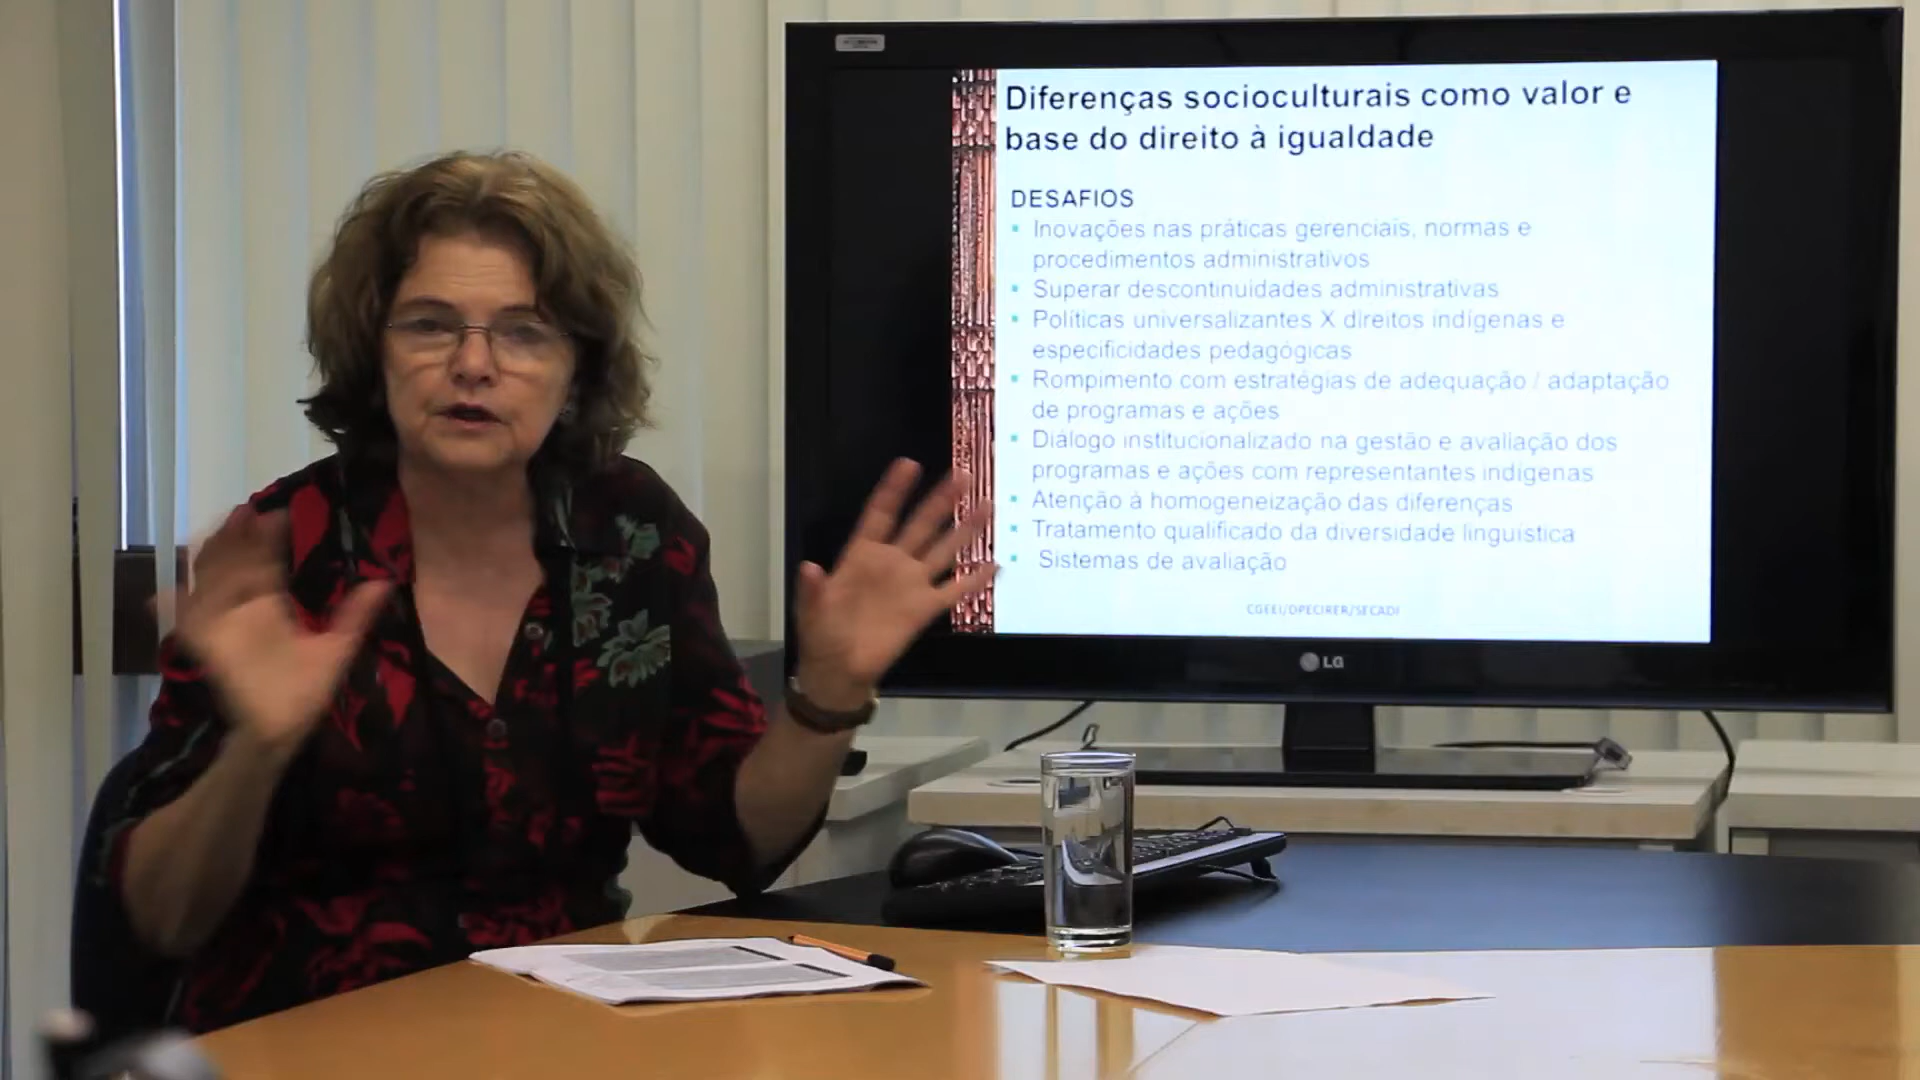 Diferenças socioculturais como valor e
base do direito à igualdade
DESAFIOS
▪ Inovações nas práticas gerenciais, normas e
procedimentos administrativos
▪ Superar descontinuidades administrativas
▪ Políticas universalizantes X direitos indígenas e
especificidades pedagógicas
▪ Rompimento com estratégias de adequação / adaptação
de programas e ações
▪ Diálogo institucionalizado na gestão e avaliação dos
programas e ações com representantes indígenas
▪ Atenção à homogeneização das diferenças
▪ Tratamento qualificado da diversidade linguística
▪ Sistemas de avaliação
CGEEI/DPECIRER/SECADI
LG